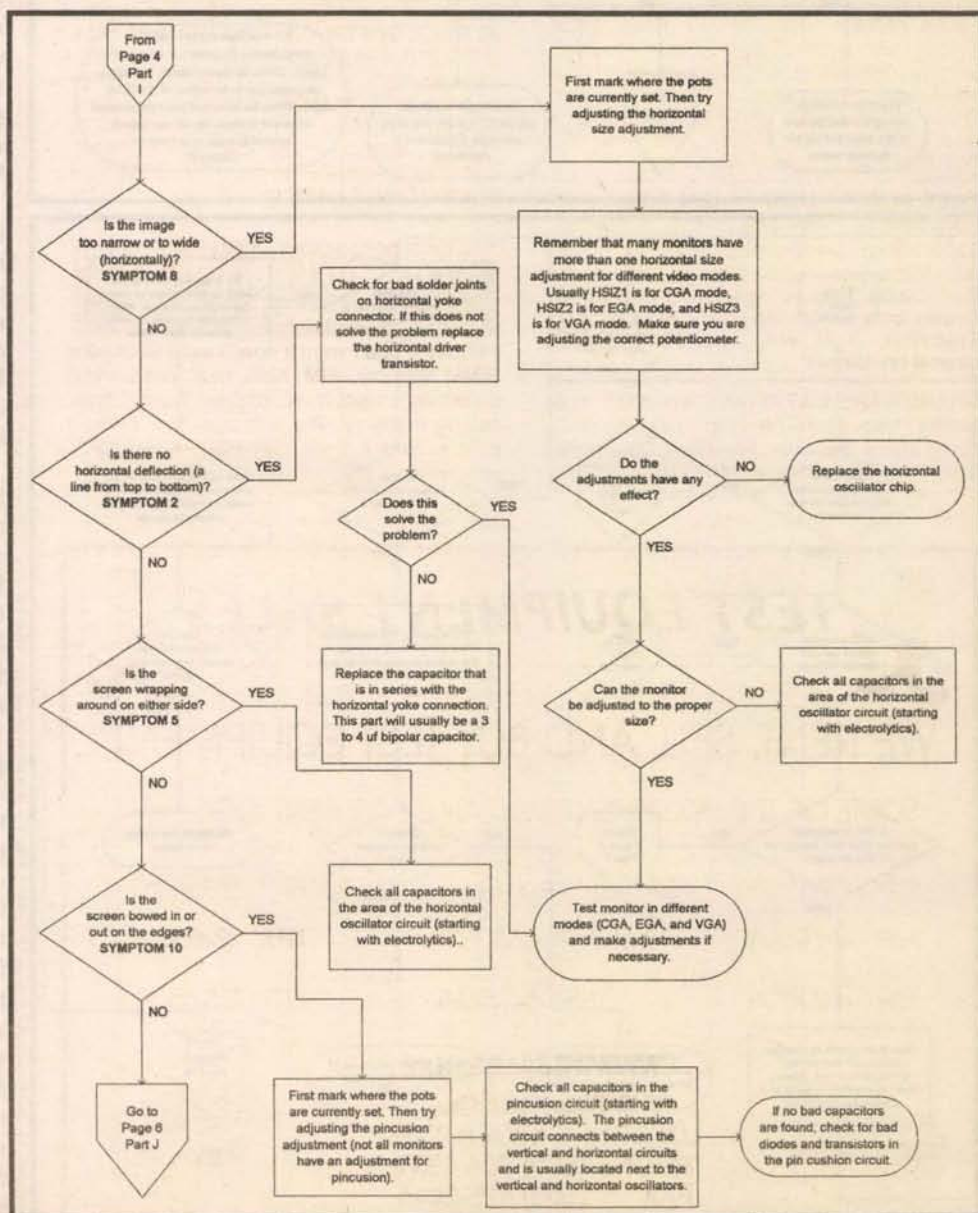 From
Page 4
Part
I
First mark where the pots
are currently set. Then try
adjusting the horizontal
size adjustment.
Is the image
too narrow or to wide
(horizontally)?
SYMPTOM 8
YES
NO
Check for bad solder joints
on horizontal yoke
connector. If this does not
solve the problem replace
the horizontal driver
transistor.
Remember that many monitors have
more than one horizontal size
adjustment for different video modes.
Usually HSIZ1 is for CGA mode,
HSIZ2 is for EGA mode, and HSIZ3
is for VGA mode. Make sure you are
adjusting the correct potentiometer.
Is there no
horizontal deflection (a
line from top to bottom)?
SYMPTOM 2
YES
NO
Does this
solve the
problem?
YES
NO
Do the
adjustments have any
effect?
NO
YES
Replace the horizontal
oscillator chip.
Is the
screen wrapping
around on either side?
SYMPTOM 5
YES
NO
Replace the capacitor that
is in series with the
horizontal yoke connection.
This part will usually be a 3
to 4 uf bipolar capacitor.
Can the monitor
be adjusted to the proper
size?
NO
YES
Check all capacitors in the
area of the horizontal
oscillator circuit (starting
with electrolytics).
Is the
screen bowed in or
out on the edges?
SYMPTOM 10
YES
NO
Check all capacitors in
the area of the horizontal
oscillator circuit (starting
with electrolytics)..
Test monitor in different
modes (CGA, EGA, and VGA)
and make adjustments if
necessary.
Go to
Page 6
Part J
First mark where the pots
are currently set. Then try
adjusting the pincusion
adjustment (not all monitors
have an adjustment for
pincusion).
Check all capacitors in the
pincusion circuit (starting with
electrolytics). The pincusion
circuit connects between the
vertical and horizontal circuits
and is usually located next to the
vertical and horizontal oscillators.
If no bad capacitors
are found, check for bad
diodes and transistors in
the pin cushion circuit.
TEST EQUIPMENT